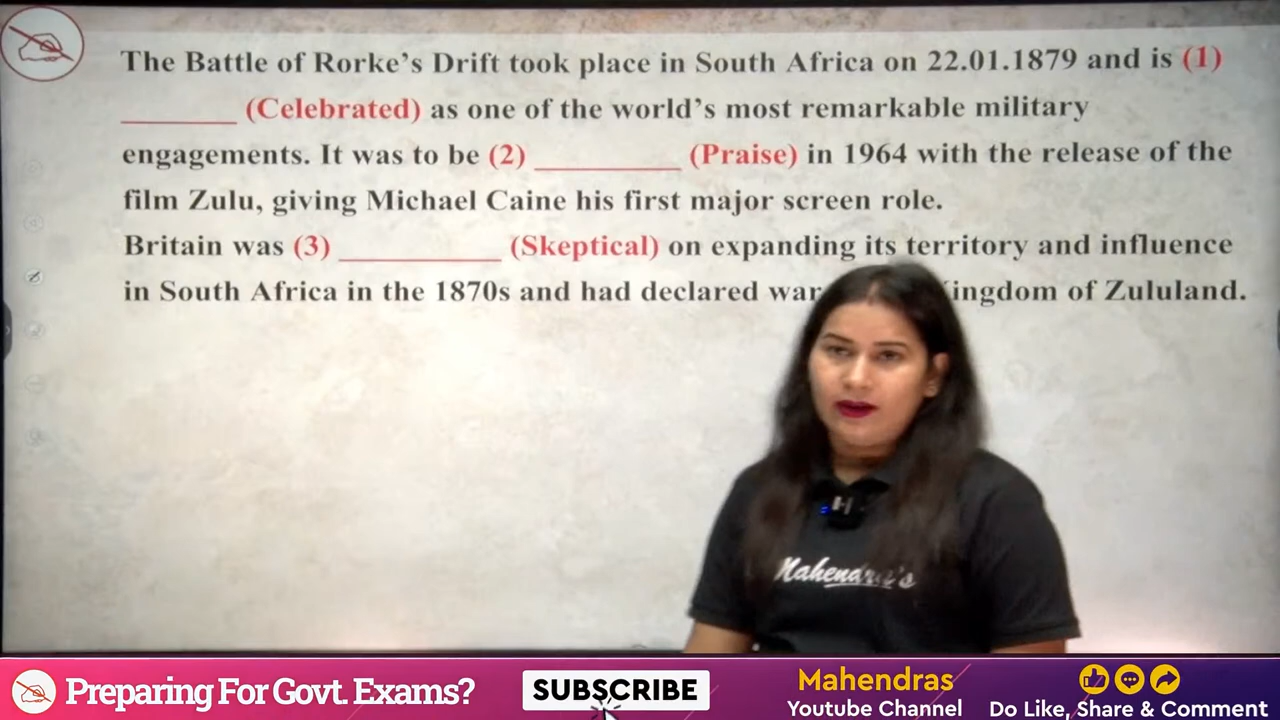 The Battle of Rorke's Drift took place in South Africa on 22.01.1879 and is (1)
________ (Celebrated) as one of the world's most remarkable military
engagements. It was to be (2) __________ (Praise) in 1964 with the release of the
film Zulu, giving Michael Caine his first major screen role.
Britain was (3) ___________ (Skeptical) on expanding its territory and influence
in South Africa in the 1870s and had declared war ingdom of Zululand.
H
Mahendra's
Preparing For Govt. Exams?
SUBSCRIBE
Mahendras
Youtube Channel
Do Like, Share & Comment